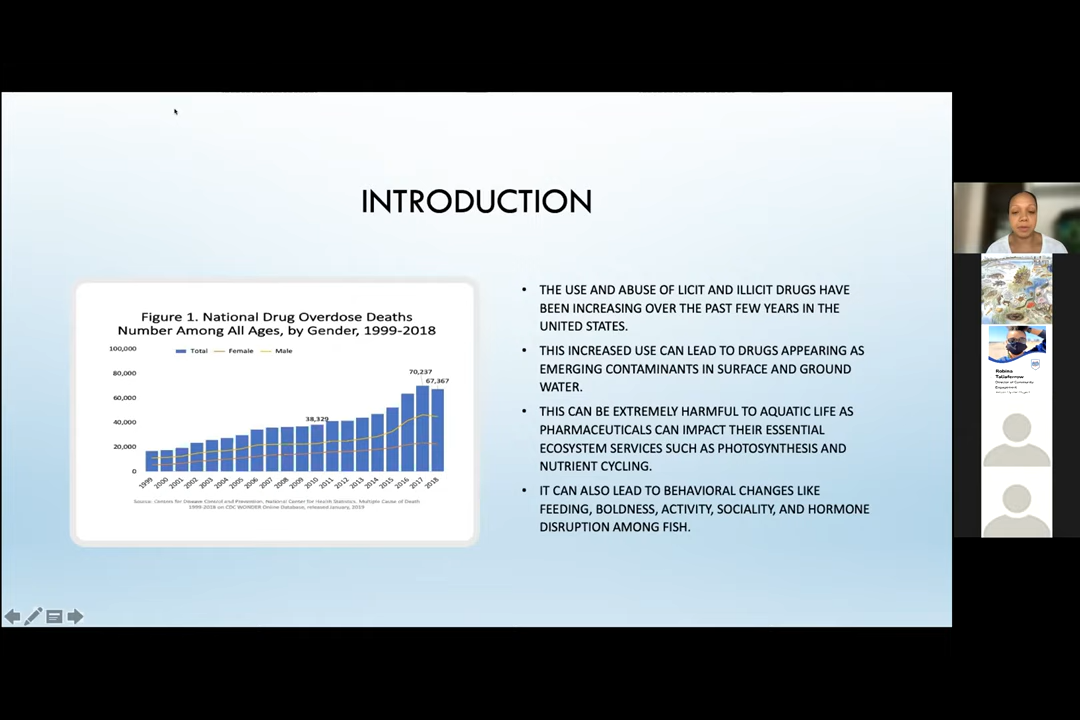 INTRODUCTION
Figure 1. National Drug Overdose Deaths
Number Among All Ages, by Gender, 1999-2018
Total Female Male
100,000
80,000
60,000
40,000
20,000
0
38,329
70,237
67,367
1999 2000 2001 2002 2003 2004 2005 2006 2007 2008 2009 2010 2011 2012 2013 2014 2015 2016 2017 2018
Source: Centers for Disease Control and Prevention, National Center for Health Statistics. Multiple Cause of Death
1999-2018 on CDC WONDER Online Database, released January, 2019
• THE USE AND ABUSE OF LICIT AND ILLICIT DRUGS HAVE
BEEN INCREASING OVER THE PAST FEW YEARS IN THE
UNITED STATES.
• THIS INCREASED USE CAN LEAD TO DRUGS APPEARING AS
EMERGING CONTAMINANTS IN SURFACE AND GROUND
WATER.
• THIS CAN BE EXTREMELY HARMFUL TO AQUATIC LIFE AS
PHARMACEUTICALS CAN IMPACT THEIR ESSENTIAL
ECOSYSTEM SERVICES SUCH AS PHOTOSYNTHESIS AND
NUTRIENT CYCLING.
• IT CAN ALSO LEAD TO BEHAVIORAL CHANGES LIKE
FEEDING, BOLDNESS, ACTIVITY, SOCIALITY, AND HORMONE
DISRUPTION AMONG FISH.
Robina
Taliaferrow
Director of Community
Engagement